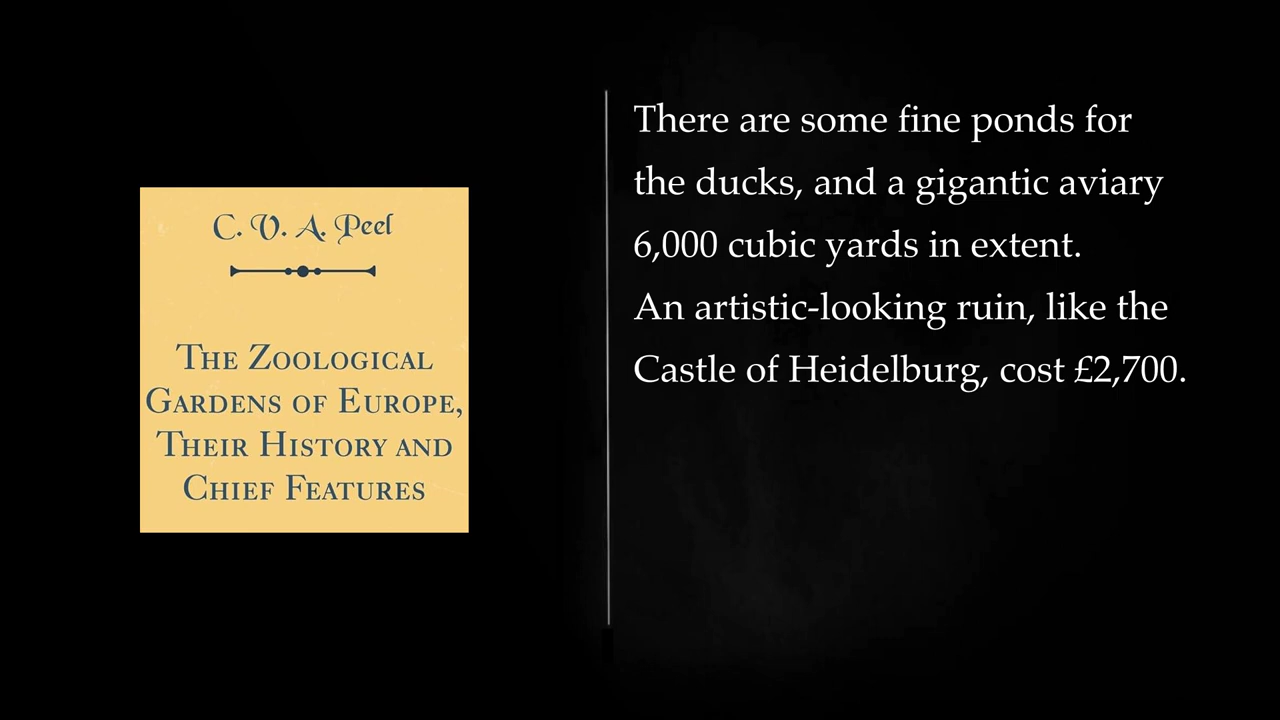 C. V. A. Peel
The Zoological
Gardens of Europe,
Their History and
Chief Features
There are some fine ponds for
the ducks, and a gigantic aviary
6,000 cubic yards in extent.
An artistic-looking ruin, like the
Castle of Heidelburg, cost £2,700.